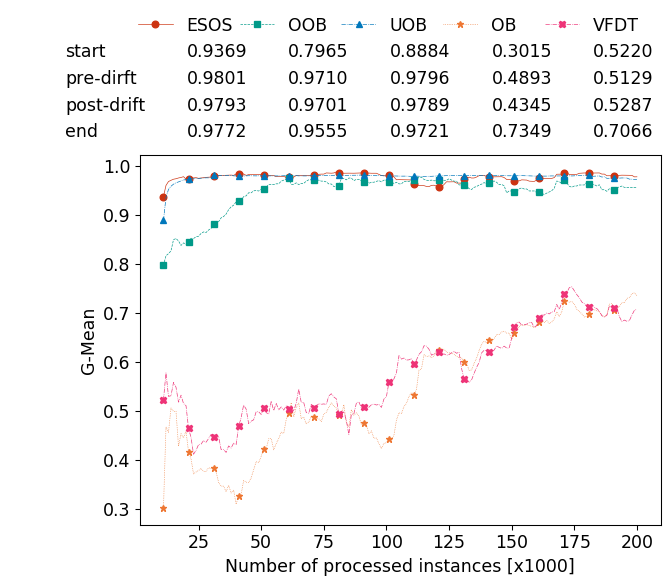 ESOS OOB UOB OB VFDT
start 0.9369 0.7965 0.8884 0.3015 0.5220
pre-dirft 0.9801 0.9710 0.9796 0.4893 0.5129
post-drift 0.9793 0.9701 0.9789 0.4345 0.5287
end 0.9772 0.9555 0.9721 0.7349 0.7066
1.0
0.9
0.8
0.7
0.6
0.5
0.4
0.3
G-Mean
25 50 75 100 125 150 175 200
Number of processed instances [x1000]